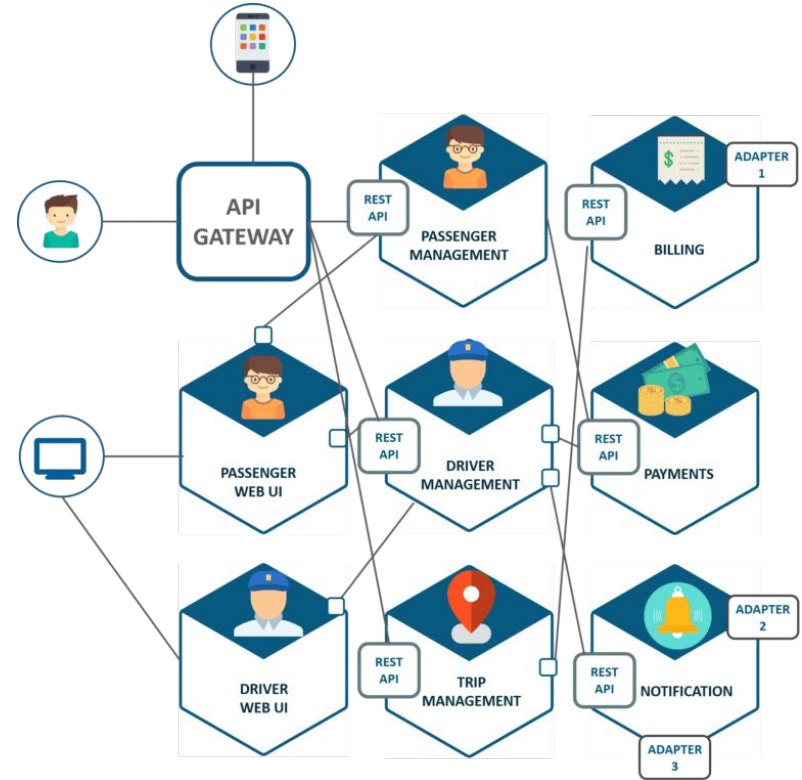 API
GATEWAY
REST
API
PASSENGER
MANAGEMENT
REST
API
BILLING
ADAPTER
1
PASSENGER
WEB UI
REST
API
DRIVER
MANAGEMENT
REST
API
PAYMENTS
DRIVER
WEB UI
REST
API
TRIP
MANAGEMENT
REST
API
NOTIFICATION
ADAPTER
2
ADAPTER
3